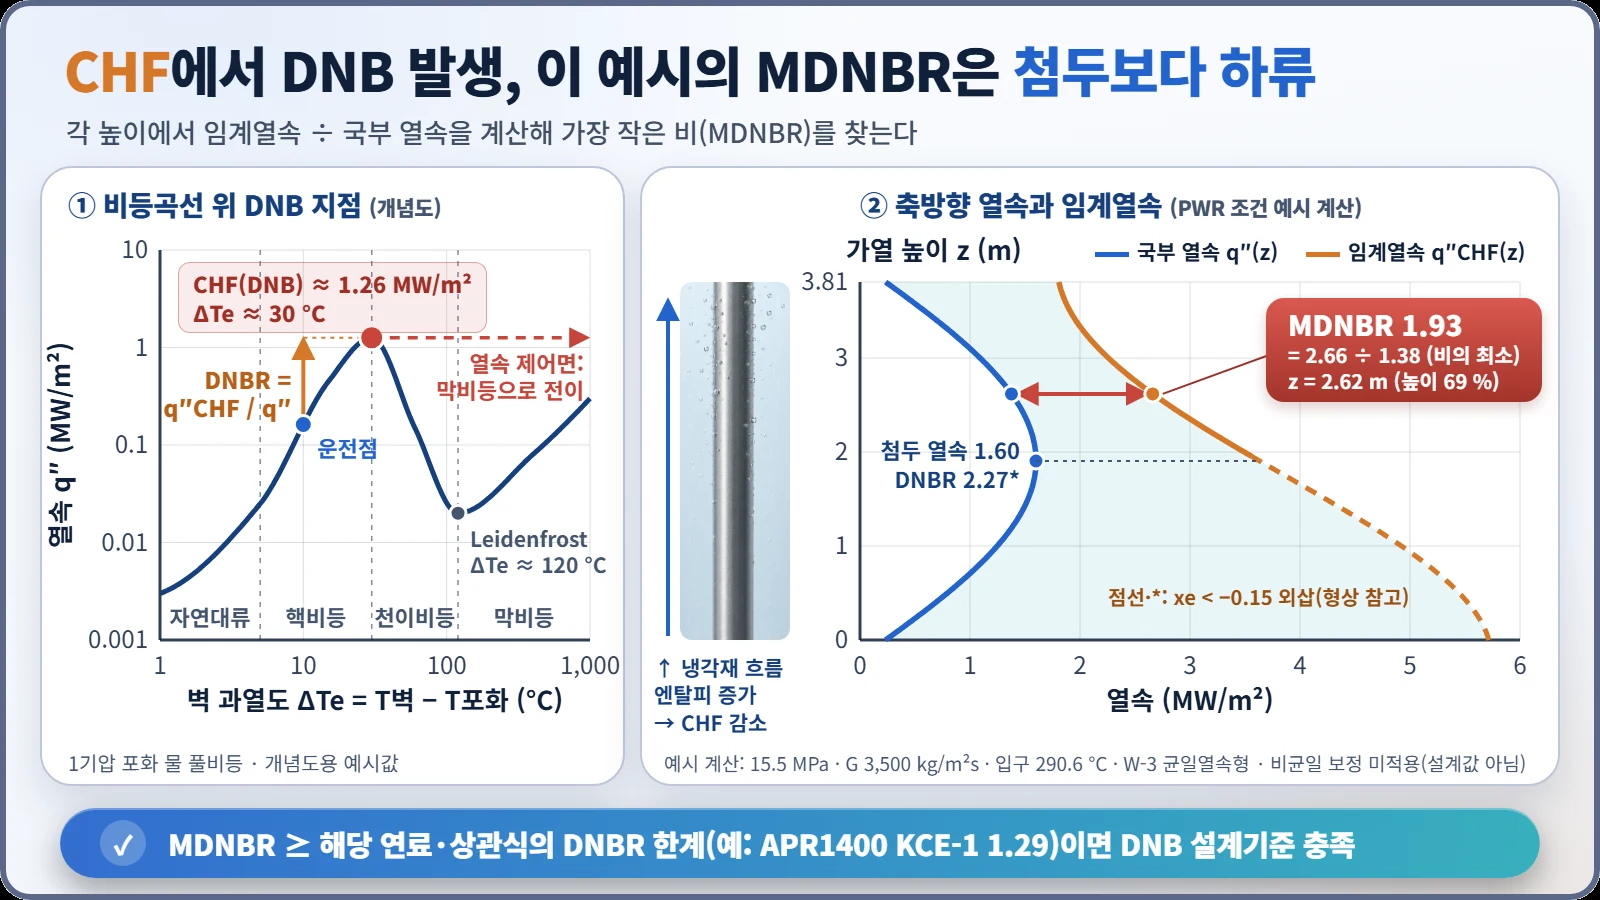 CHF에서 DNB 발생, 이 예시의 MDNBR은 첨두보다 하류
각 높이에서 임계열속 ÷ 국부 열속을 계산해 가장 작은 비(MDNBR)를 찾는다
① 비등곡선 위 DNB 지점 (개념도)
10
1
0.1
0.01
0.001
열속 q″ (MW/m²)
CHF(DNB) ≈ 1.26 MW/m²
ΔTe ≈ 30 °C
DNBR =
q″CHF / q″
열속 제어면:
막비등으로 전이
운전점
Leidenfrost
ΔTe ≈ 120 °C
자연대류
핵비등
천이비등
막비등
1
10
100
1,000
벽 과열도 ΔTe = T벽 − T포화 (°C)
1기압 포화 물 풀비등 · 개념도용 예시값
② 축방향 열속과 임계열속 (PWR 조건 예시 계산)
가열 높이 z (m)
국부 열속 q″(z)
임계열속 q″CHF(z)
3.81
3
2
1
0
MDNBR 1.93
= 2.66 ÷ 1.38 (비의 최소)
z = 2.62 m (높이 69 %)
첨두 열속 1.60
DNBR 2.27*
점선·*: xe < −0.15 외삽(형상 참고)
0
1
2
3
4
5
6
열속 (MW/m²)
↑ 냉각재 흐름
엔탈피 증가
→ CHF 감소
예시 계산: 15.5 MPa · G 3,500 kg/m²s · 입구 290.6 °C · W-3 균일열속형 · 비균일 보정 미적용(설계값 아님)
✓ MDNBR ≥ 해당 연료·상관식의 DNBR 한계(예: APR1400 KCE-1 1.29)이면 DNB 설계기준 충족